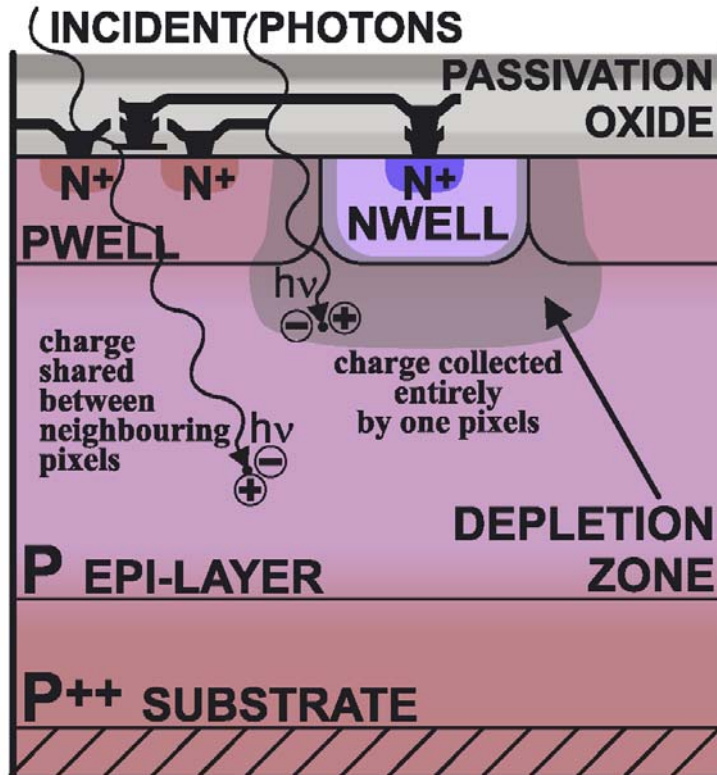 INCIDENT PHOTONS
PASSIVATION
OXIDE
N+
N+
N+
PWELL
NWELL
hν
− +
charge
shared
between
neighbouring
pixels
charge collected
entirely
by one pixels
hν
−
+
DEPLETION
ZONE
P EPI-LAYER
P++ SUBSTRATE